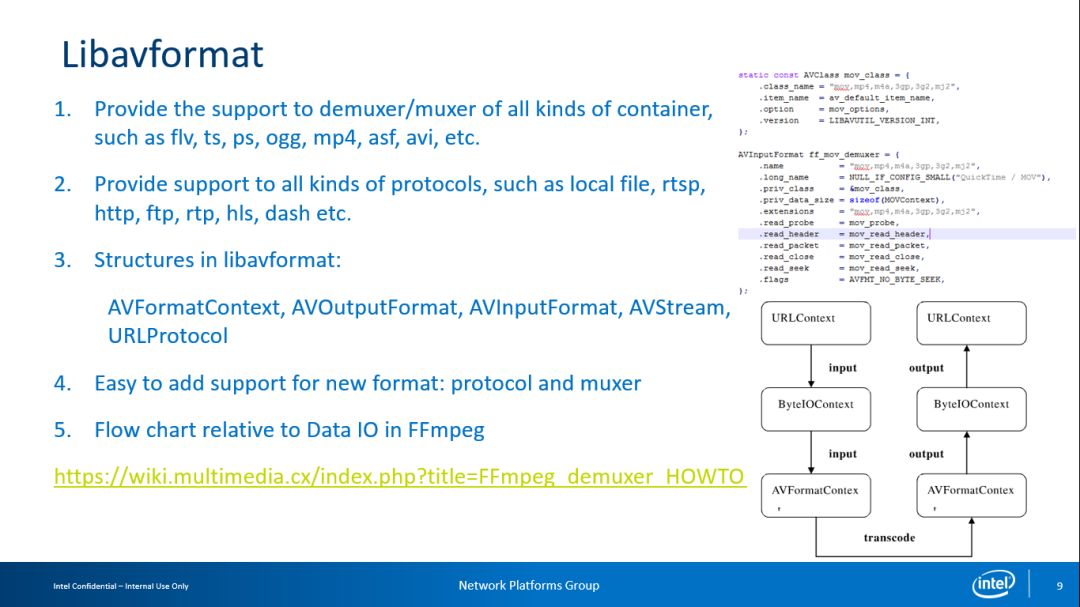 Libavformat
1. Provide the support to demuxer/muxer of all kinds of container,
such as flv, ts, ps, ogg, mp4, asf, avi, etc.
2. Provide support to all kinds of protocols, such as local file, rtsp,
http, ftp, rtp, hls, dash etc.
3. Structures in libavformat:
AVFormatContext, AVOutputFormat, AVInputFormat, AVStream,
URLProtocol
4. Easy to add support for new format: protocol and muxer
5. Flow chart relative to Data IO in FFmpeg
https://wiki.multimedia.cx/index.php?title=FFmpeg_demuxer_HOWTO
static const AVClass mov_class = {
.class_name = "mov,mp4,m4a,3gp,3g2,mj2",
.item_name = av_default_item_name,
.option = mov_options,
.version = LIBAVUTIL_VERSION_INT,
};
AVInputFormat ff_mov_demuxer = {
.name = "mov,mp4,m4a,3gp,3g2,mj2",
.long_name = NULL_IF_CONFIG_SMALL("QuickTime / MOV"),
.priv_class = &mov_class,
.priv_data_size = sizeof(MOVContext),
.extensions = "mov,mp4,m4a,3gp,3g2,mj2",
.read_probe = mov_probe,
.read_header = mov_read_header,
.read_packet = mov_read_packet,
.read_close = mov_read_close,
.read_seek = mov_read_seek,
.flags = AVFMT_NO_BYTE_SEEK,
};
URLContext URLContext
input output
ByteIOContext ByteIOContext
input output
AVFormatContex AVFormatContex
transcode
Intel Confidential – Internal Use Only
Network Platforms Group
intel
9